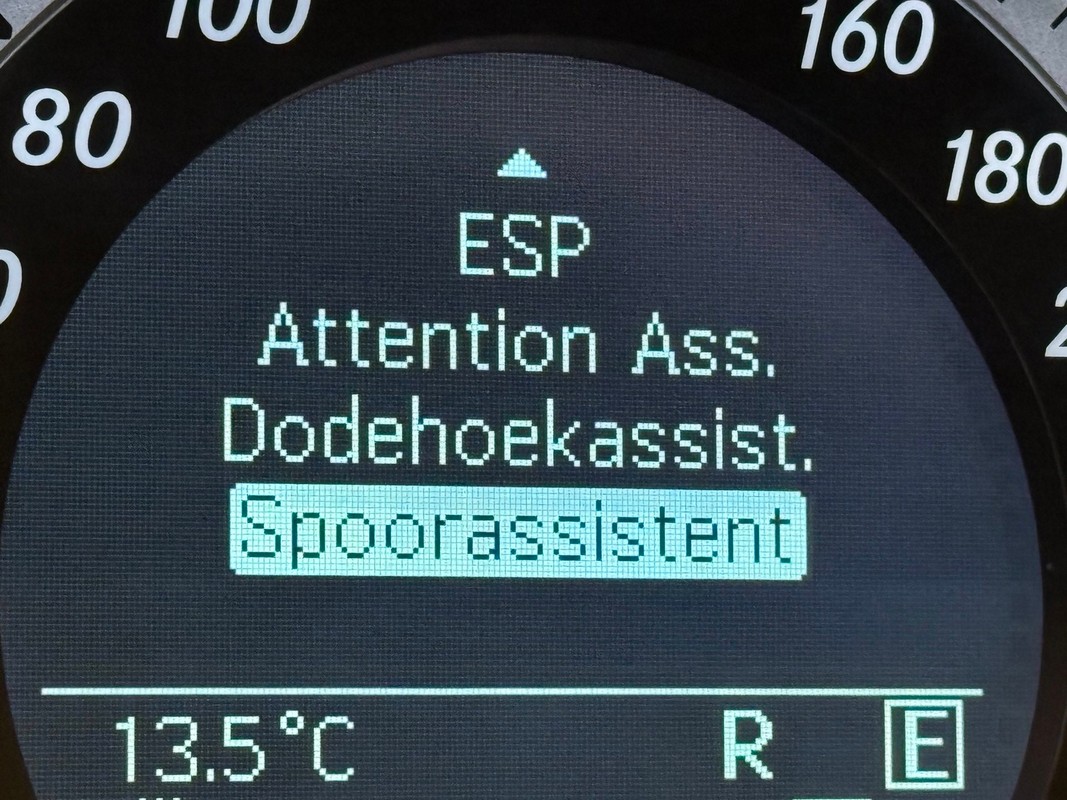 100
160
80
180
ESP
Attention Ass.
Dodehoekassist.
Spoorassistent
13.5°C R E